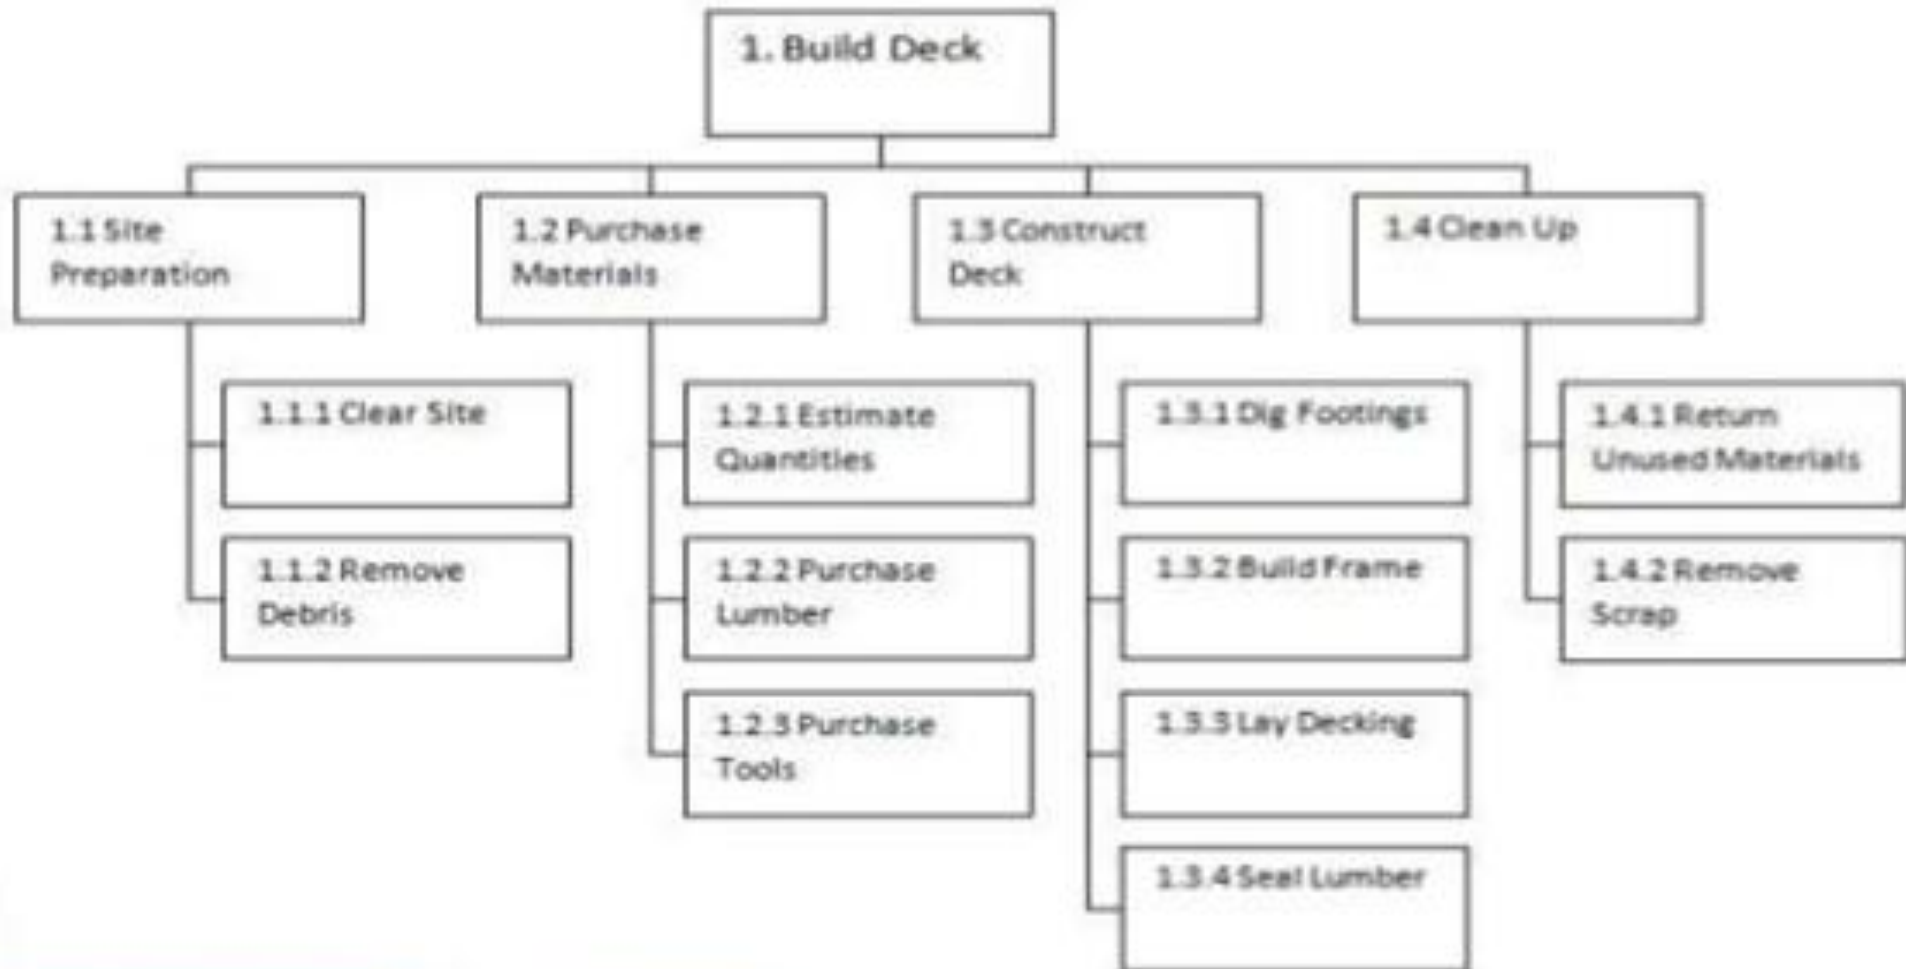 1. Build Deck
1.1 Site
Preparation
1.2 Purchase
Materials
1.3 Construct
Deck
1.4 Clean Up
1.1.1 Clear Site
1.1.2 Remove
Debris
1.2.1 Estimate
Quantities
1.2.2 Purchase
Lumber
1.2.3 Purchase
Tools
1.3.1 Dig Footings
1.3.2 Build Frame
1.3.3 Lay Decking
1.3.4 Seal Lumber
1.4.1 Return
Unused Materials
1.4.2 Remove
Scrap